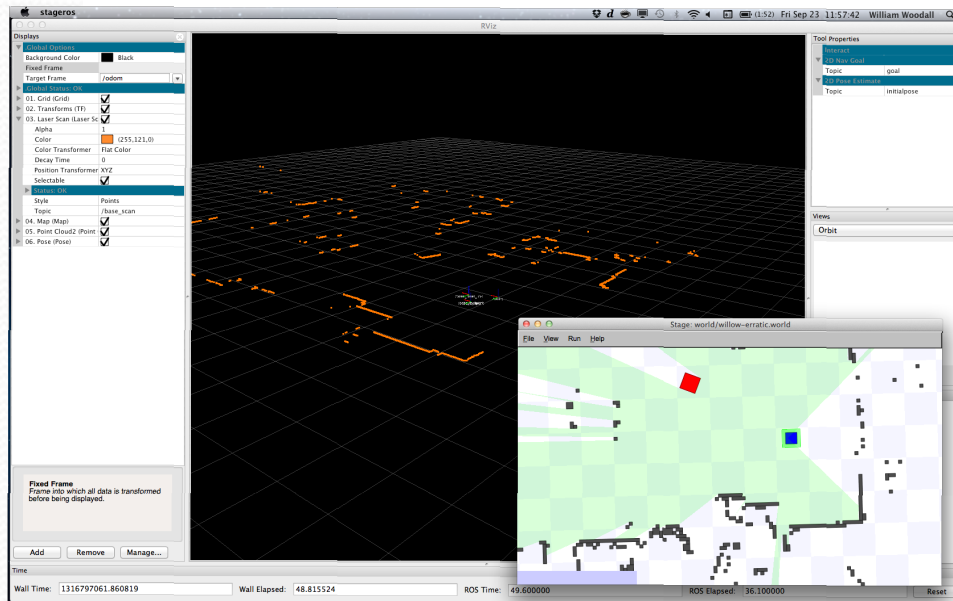 stageros
(1:52) Fri Sep 23 11:57:42 William Woodall
RViz
Displays
Global Options
Background Color Black
Fixed Frame
Target Frame /odom
Global Status: OK
01. Grid (Grid)
02. Transforms (TF)
03. Laser Scan (Laser Sc
Alpha 1
Color (255,121,0)
Color Transformer Flat Color
Decay Time 0
Position Transformer XYZ
Selectable
Status: OK
Style Points
Topic /base_scan
04. Map (Map)
05. Point Cloud2 (Point
06. Pose (Pose)
Fixed Frame
Frame into which all data is transformed
before being displayed.
Add Remove Manage...
Tool Properties
Interact
2D Nav Goal
Topic goal
2D Pose Estimate
Topic initialpose
Views
Orbit
Stage: world/willow-erratic.world
File View Run Help
Time
Wall Time: 1316797061.860819 Wall Elapsed: 48.815524 ROS Time: 49.600000 ROS Elapsed: 36.100000 Reset